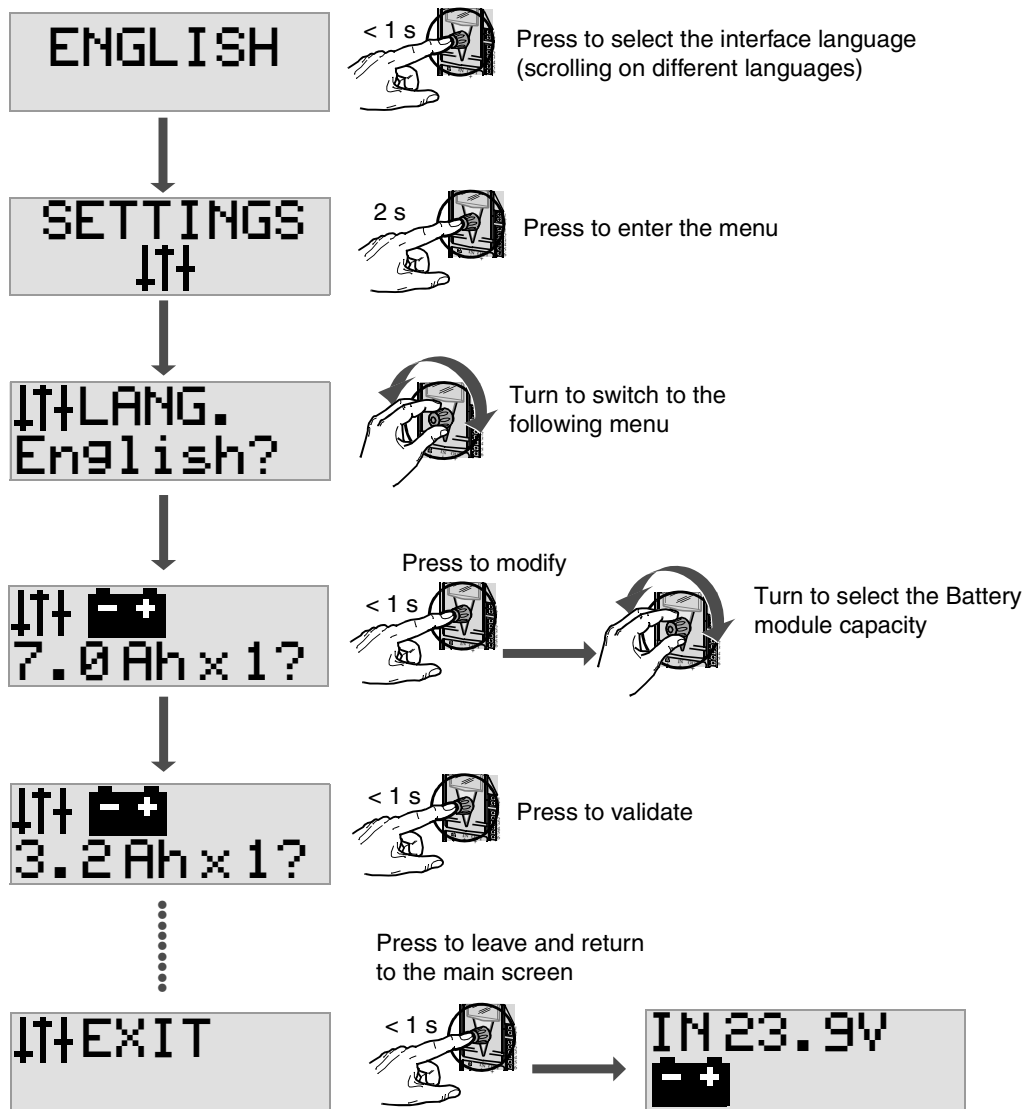 ENGLISH
< 1 s
Press to select the interface language
(scrolling on different languages)
SETTINGS
2 s
Press to enter the menu
LANG.
English?
Turn to switch to the
following menu
Press to modify
7.0Ah x 1?
< 1 s
Turn to select the Battery
module capacity
3.2Ah x 1?
< 1 s
Press to validate
Press to leave and return
to the main screen
EXIT
< 1 s
IN 23.9V